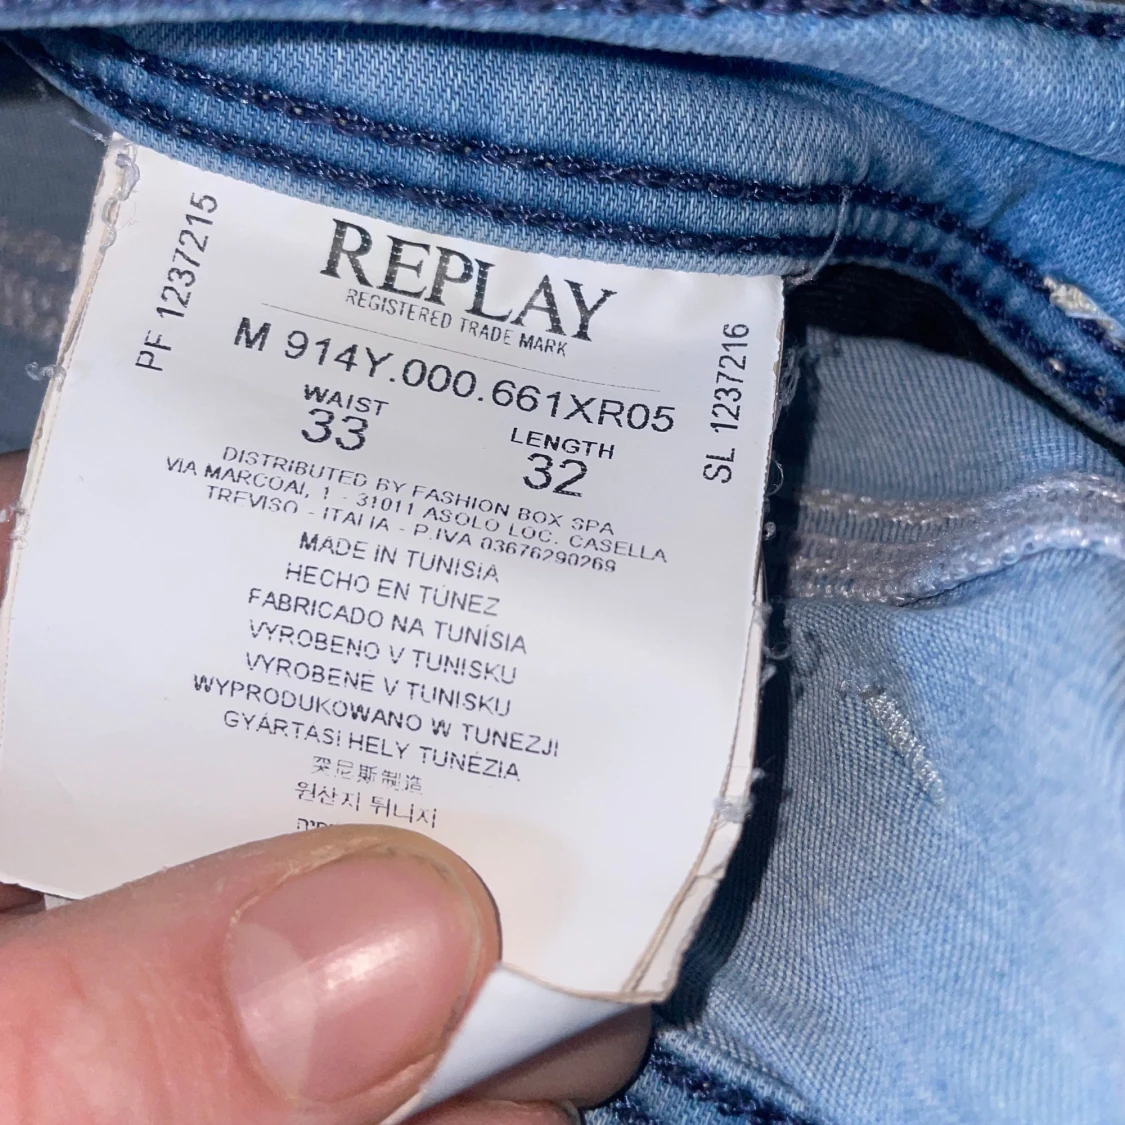 PF 1237215
REPLAY
REGISTERED TRADE MARK
M 914Y.000.661XR05
SL 1237216
WAIST
33
LENGTH
32
DISTRIBUTED BY FASHION BOX SPA
VIA MARCOAI, 1 - 31011 ASOLO LOC. CASELLA
TREVISO - ITALIA - P.IVA 03676290269
MADE IN TUNISIA
HECHO EN TÚNEZ
FABRICADO NA TUNÍSIA
VYROBENO V TUNISKU
VYROBENÉ V TUNISKU
WYPRODUKOWANO W TUNEZJI
GYÁRTÁSI HELY TUNÉZIA
突尼斯制造
원산지 튀니지